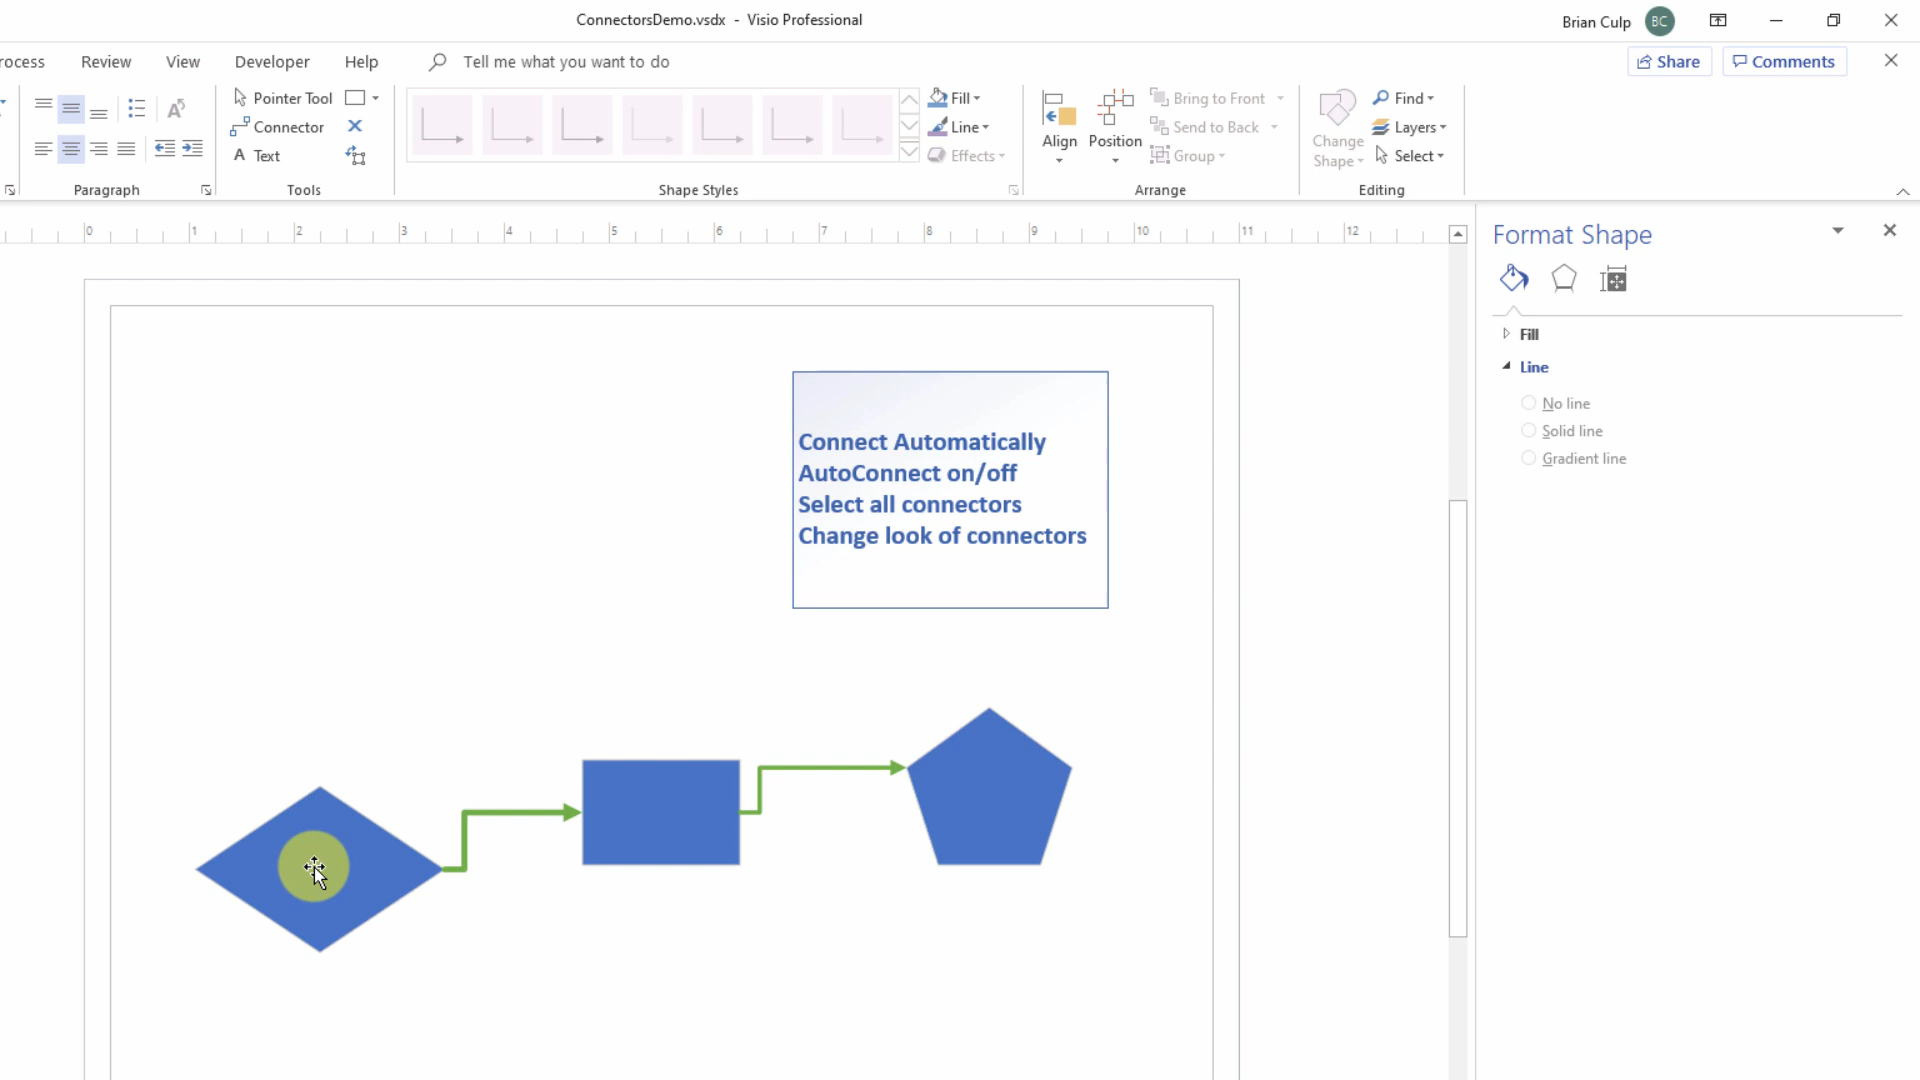 ConnectorsDemo.vsdx - Visio Professional
Brian Culp BC
rocess Review View Developer Help Tell me what you want to do
Share Comments
Pointer Tool
Connector
A Text
Fill
Line
Effects
Align
Position
Bring to Front
Send to Back
Group
Change
Shape
Find
Layers
Select
Paragraph Tools Shape Styles Arrange Editing
0 1 2 3 4 5 6 7 8 9 10 11 12
Format Shape
Fill
Line
No line
Solid line
Gradient line
Connect Automatically
AutoConnect on/off
Select all connectors
Change look of connectors